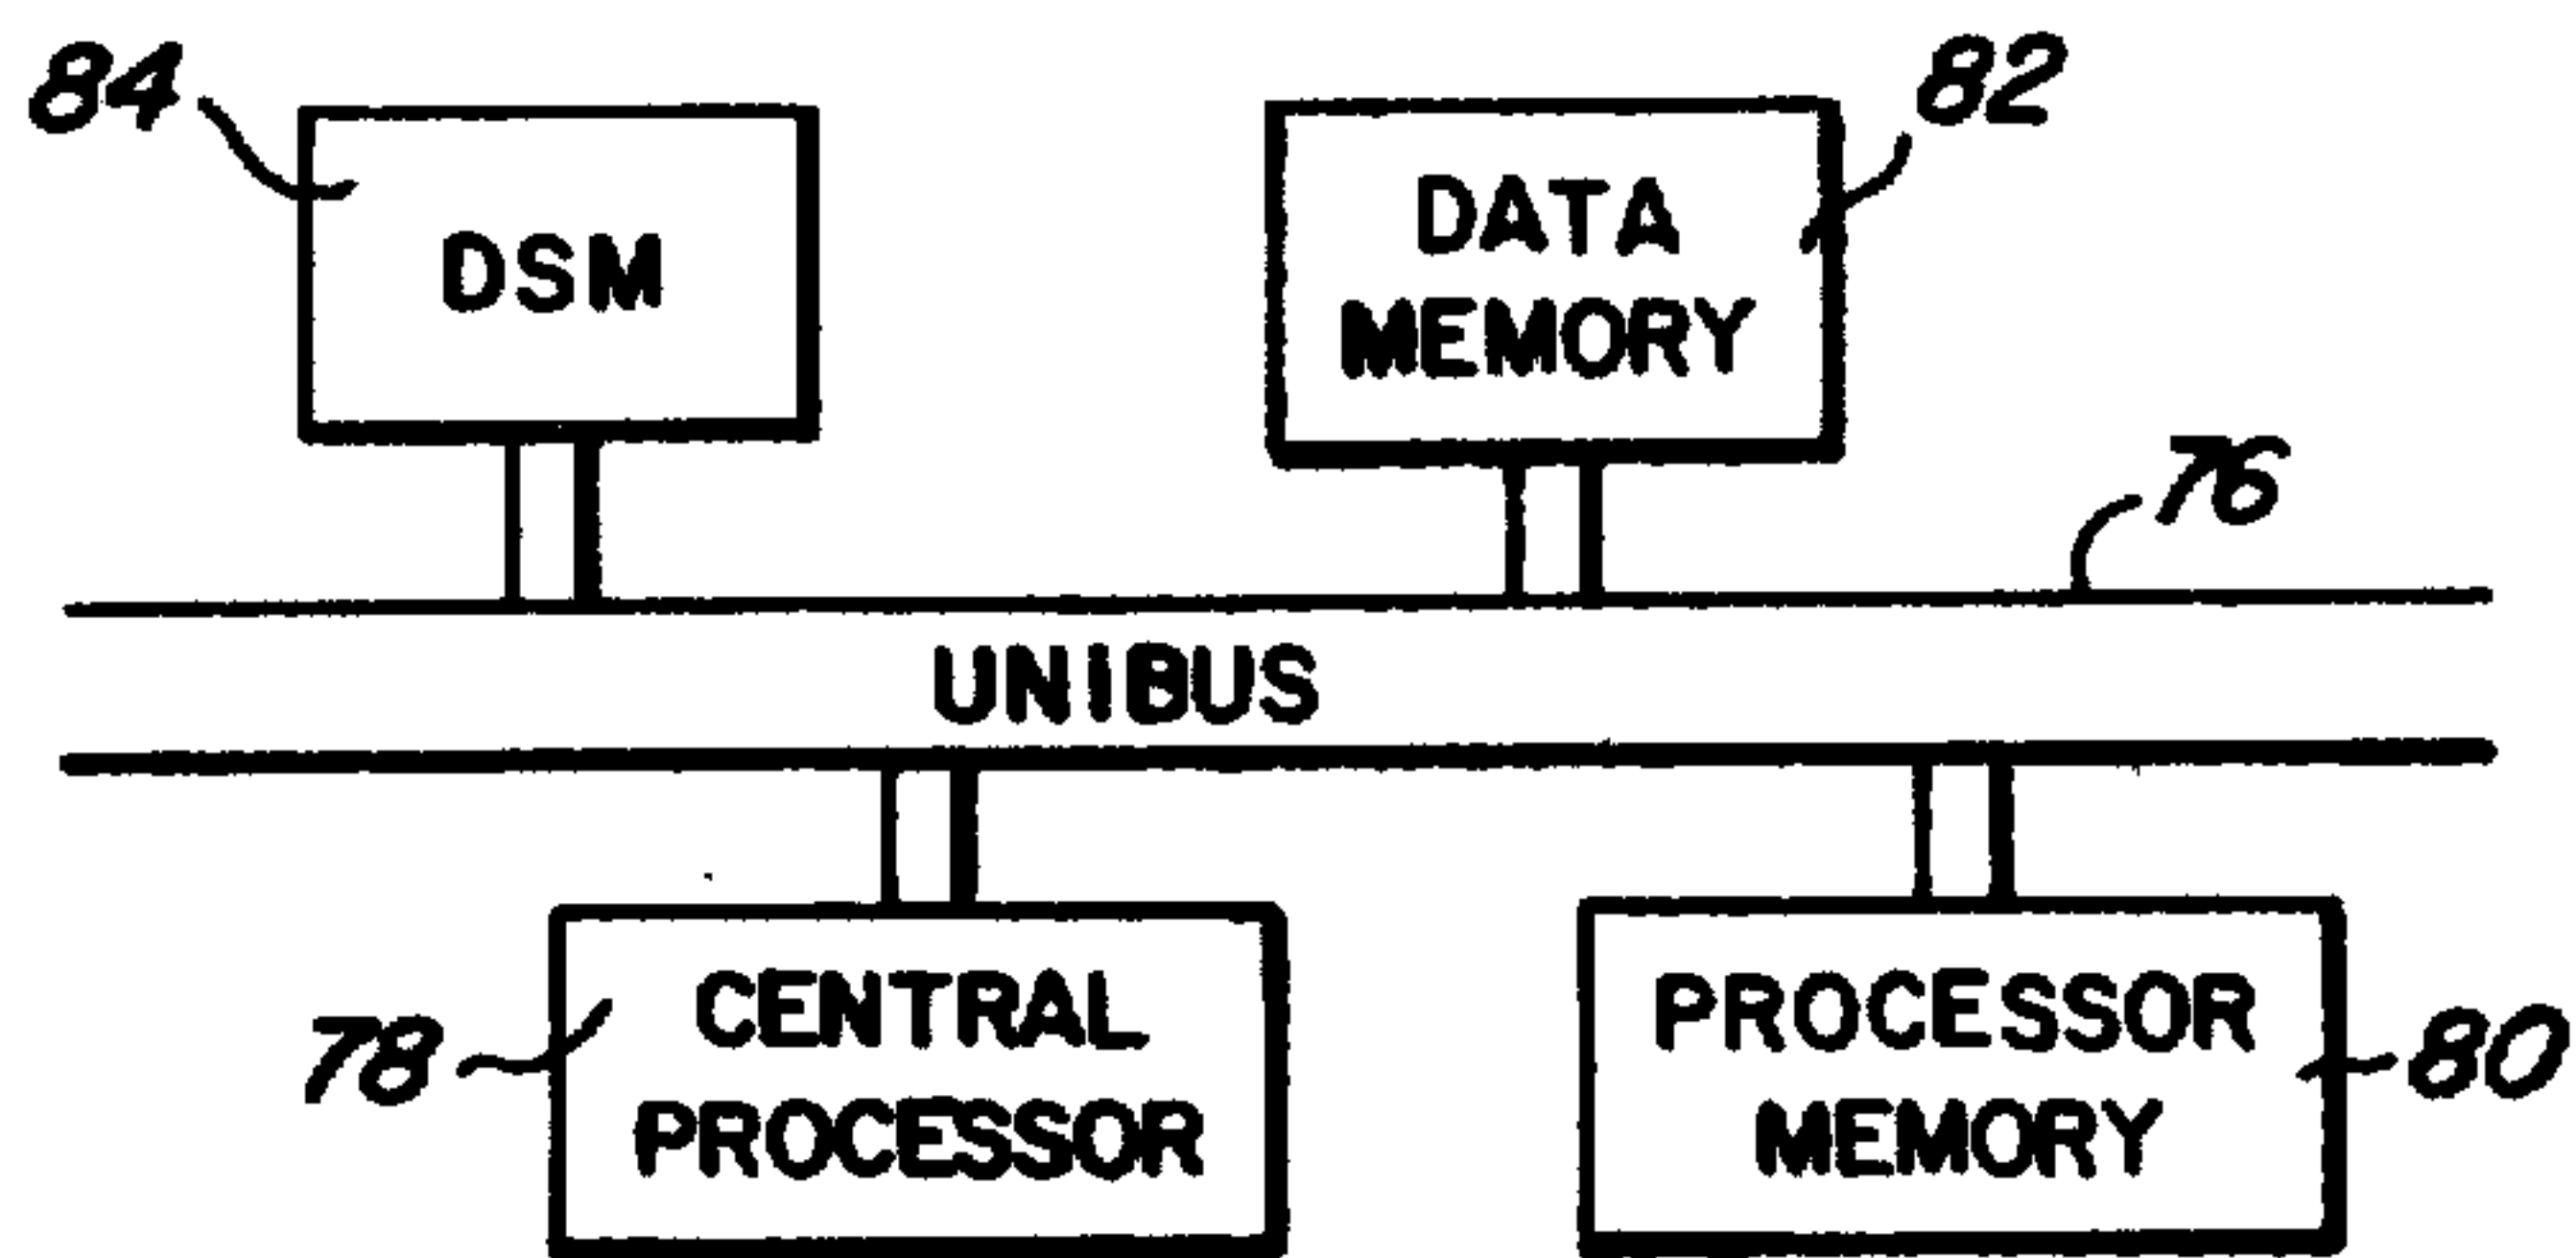 84
82
DSM
DATA
MEMORY
76
UNIBUS
78
CENTRAL
PROCESSOR
PROCESSOR
MEMORY
80